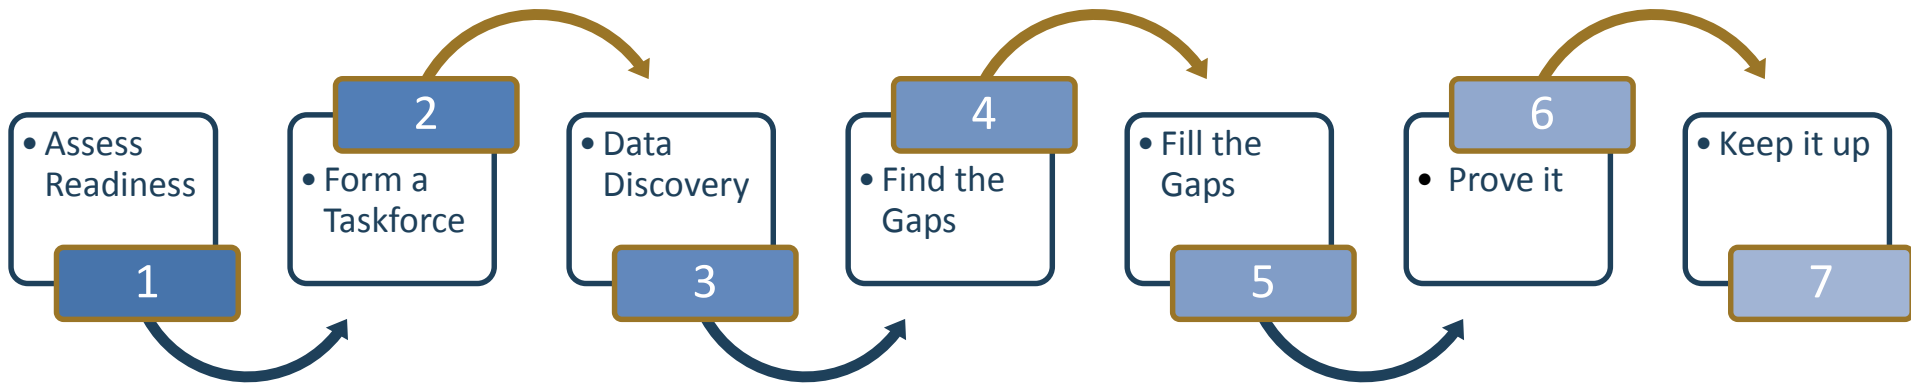 • Assess
Readiness
1
2
• Form a
Taskforce
• Data
Discovery
3
4
• Find the
Gaps
• Fill the
Gaps
5
6
• Prove it
• Keep it up
7